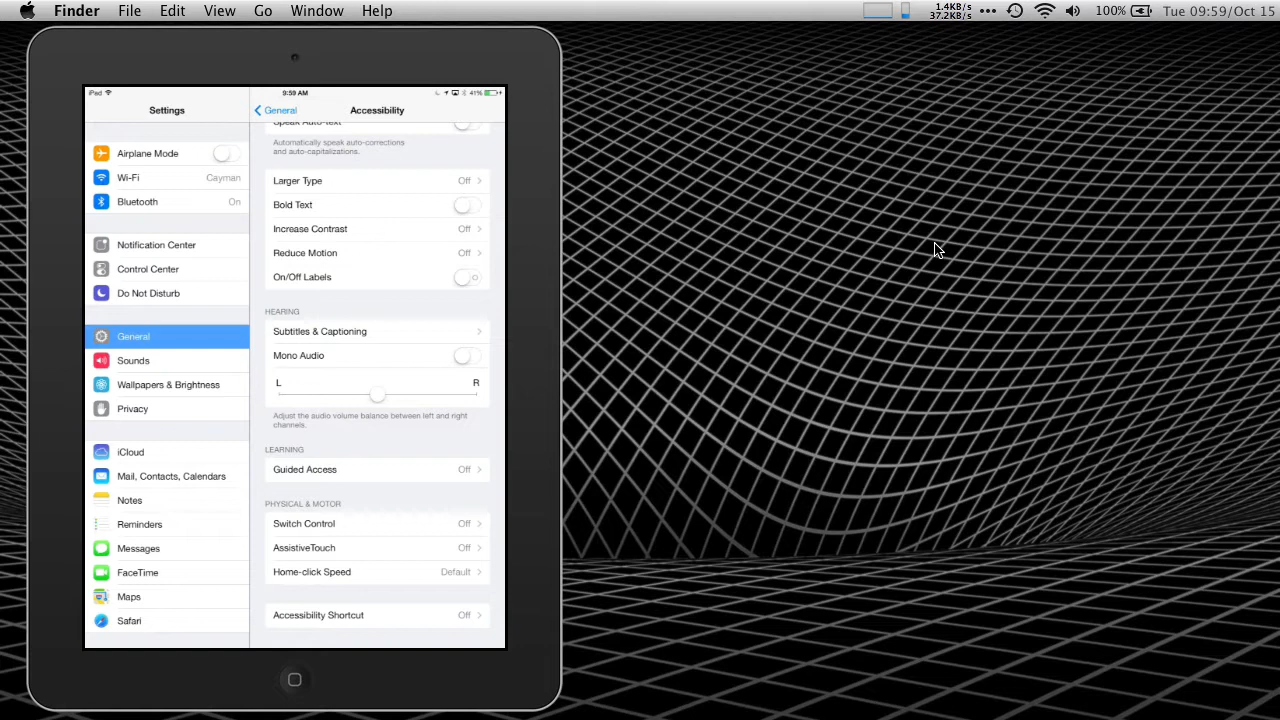 Finder File Edit View Go Window Help 1.4KB/s 37.2KB/s 100% Tue 09:59/Oct 15
iPad 9:59 AM 41%
Settings
Airplane Mode
Wi-Fi Cayman
Bluetooth On
Notification Center
Control Center
Do Not Disturb
General
Sounds
Wallpapers & Brightness
Privacy
iCloud
Mail, Contacts, Calendars
Notes
Reminders
Messages
FaceTime
Maps
Safari
General Accessibility
Speak Auto-text
Automatically speak auto-corrections
and auto-capitalizations.
Larger Type Off
Bold Text
Increase Contrast Off
Reduce Motion Off
On/Off Labels
HEARING
Subtitles & Captioning
Mono Audio
L R
Adjust the audio volume balance between left and right
channels.
LEARNING
Guided Access Off
PHYSICAL & MOTOR
Switch Control Off
AssistiveTouch Off
Home-click Speed Default
Accessibility Shortcut Off